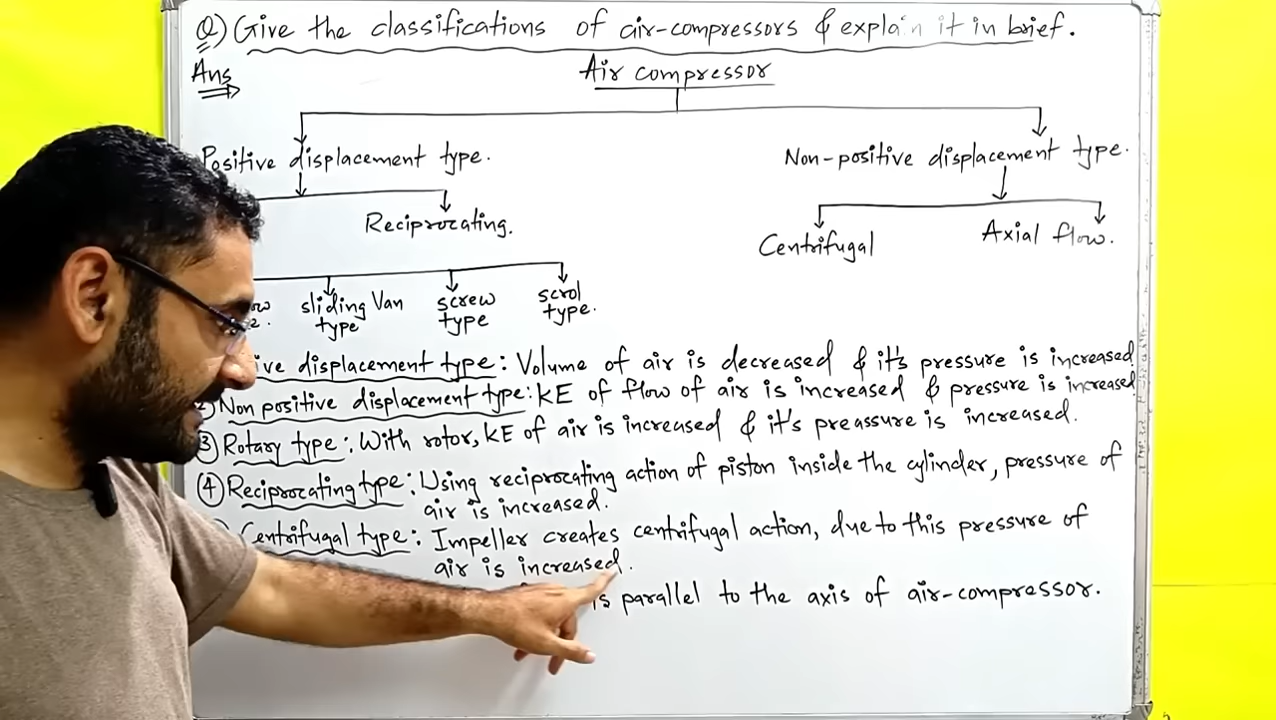 Q) Give the classifications of air-compressors & explain it in brief.
Ans
Air compressor
Positive displacement type.
Non-positive displacement type.
Reciprocating.
Centrifugal
Axial flow.
sliding Van type
screw type
scrol type.
displacement type: Volume of air is decreased & it's pressure is increased
2) Non positive displacement type: KE of flow of air is increased & pressure is increased
③ Rotary type: With rotor, KE of air is increased & it's preassure is increased.
④ Reciprocating type: Using reciprocating action of piston inside the cylinder, pressure of
air is increased.
Centrifugal type: Impeller creates centrifugal action, due to this pressure of
air is increased.
is parallel to the axis of air-compressor.